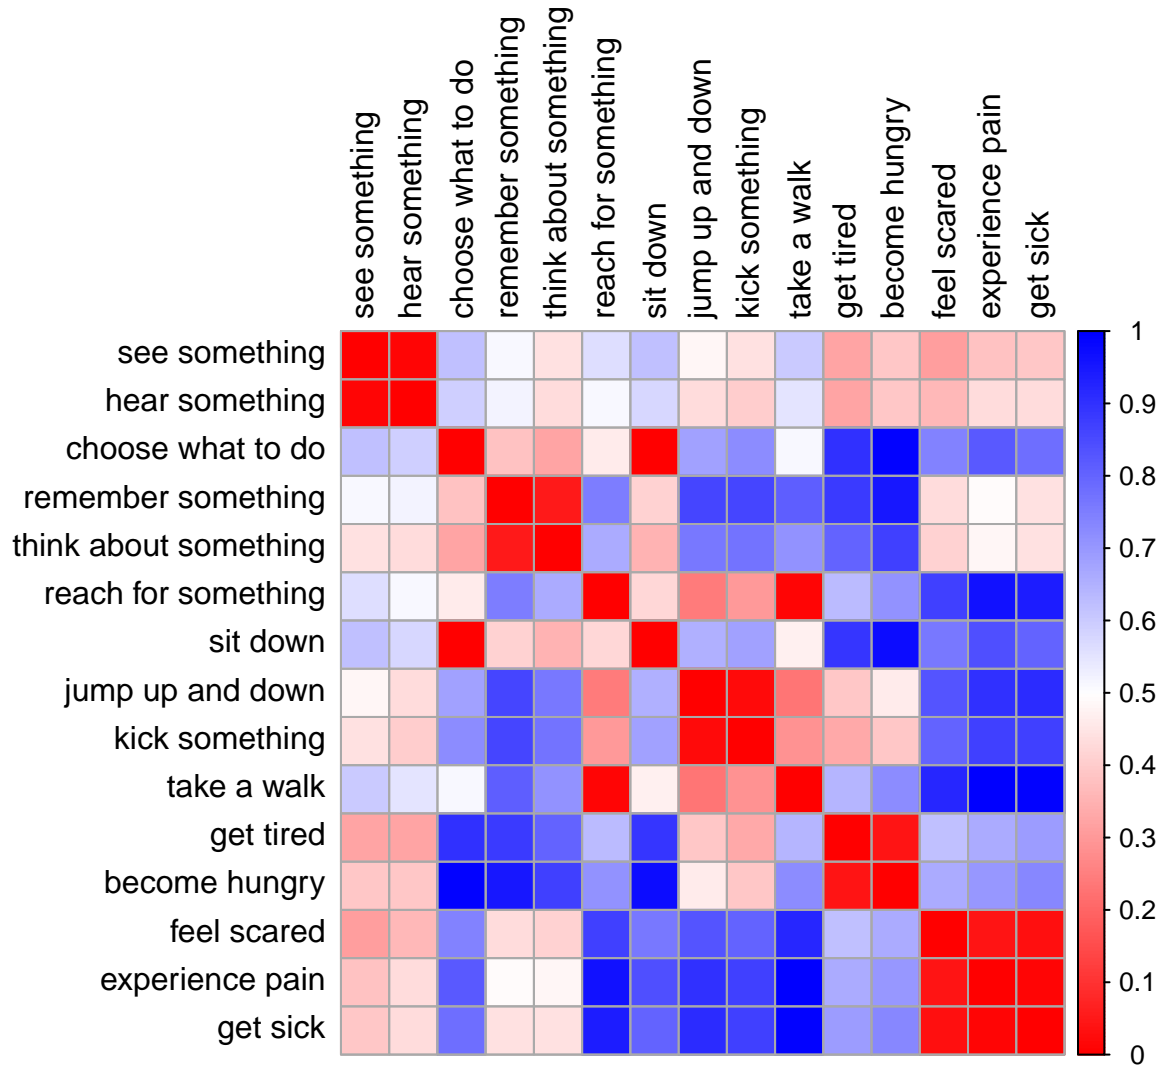 see something
hear something
choose what to do
remember something
think about something
reach for something
sit down
jump up and down
kick something
take a walk
get tired
become hungry
feel scared
experience pain
get sick
see something
hear something
choose what to do
remember something
think about something
reach for something
sit down
jump up and down
kick something
take a walk
get tired
become hungry
feel scared
experience pain
get sick
1
0.9
0.8
0.7
0.6
0.5
0.4
0.3
0.2
0.1
0